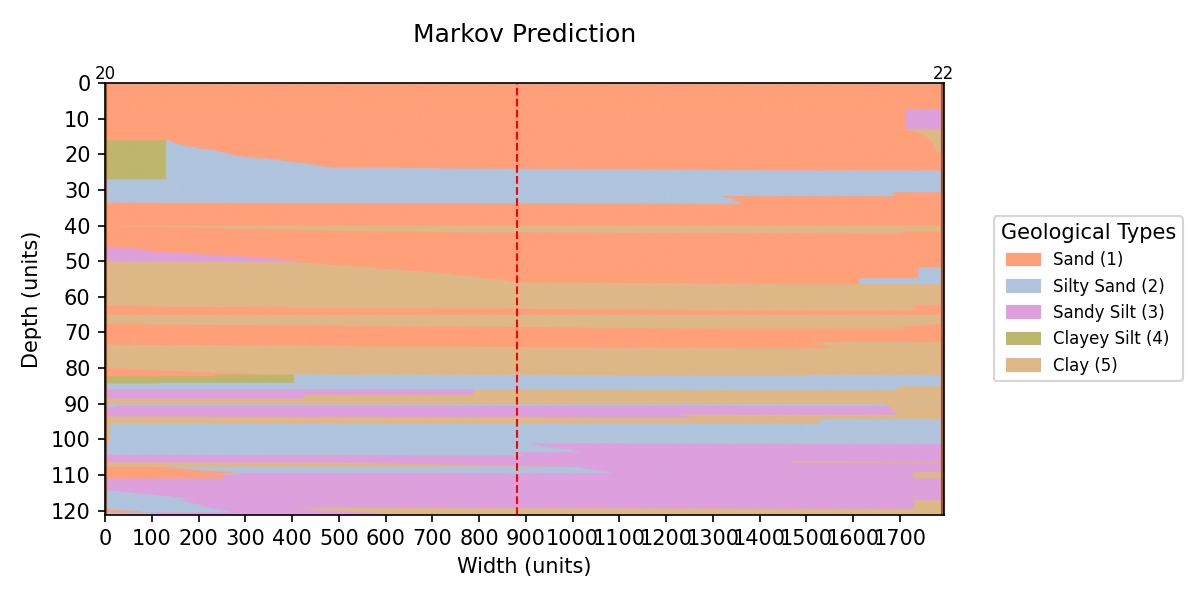 Markov Prediction
20 22
0
10
20
30
40
50
60
70
80
90
100
110
120
Depth (units)
0 100 200 300 400 500 600 700 800 900 1000 1100 1200 1300 1400 1500 1600 1700
Width (units)
Geological Types
Sand (1)
Silty Sand (2)
Sandy Silt (3)
Clayey Silt (4)
Clay (5)